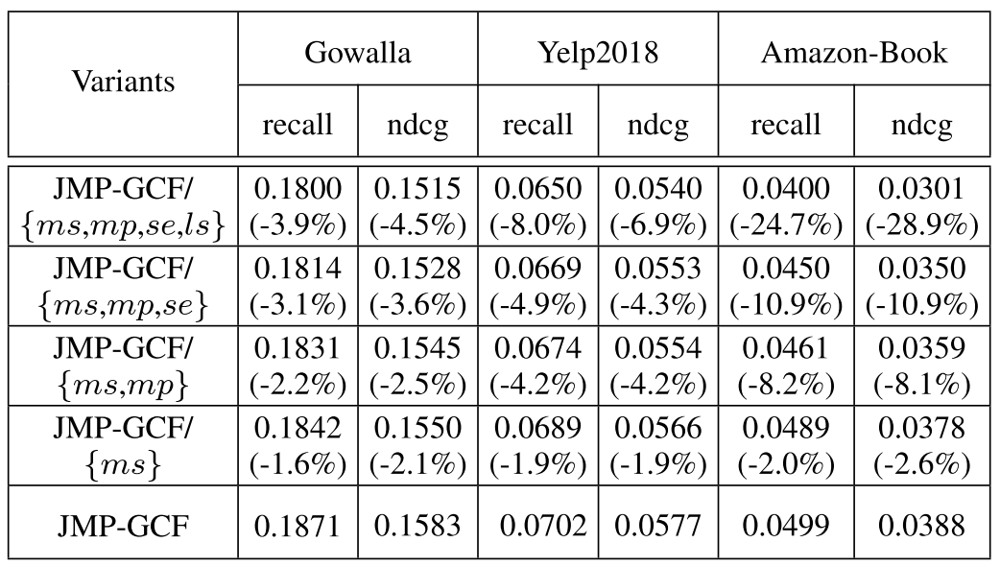 Variants Gowalla Yelp2018 Amazon-Book
recall ndcg recall ndcg recall ndcg
JMP-GCF/ 0.1800 0.1515 0.0650 0.0540 0.0400 0.0301
{ms,mp,se,ls} (-3.9%) (-4.5%) (-8.0%) (-6.9%) (-24.7%) (-28.9%)
JMP-GCF/ 0.1814 0.1528 0.0669 0.0553 0.0450 0.0350
{ms,mp,se} (-3.1%) (-3.6%) (-4.9%) (-4.3%) (-10.9%) (-10.9%)
JMP-GCF/ 0.1831 0.1545 0.0674 0.0554 0.0461 0.0359
{ms,mp} (-2.2%) (-2.5%) (-4.2%) (-4.2%) (-8.2%) (-8.1%)
JMP-GCF/ 0.1842 0.1550 0.0689 0.0566 0.0489 0.0378
{ms} (-1.6%) (-2.1%) (-1.9%) (-1.9%) (-2.0%) (-2.6%)
JMP-GCF 0.1871 0.1583 0.0702 0.0577 0.0499 0.0388